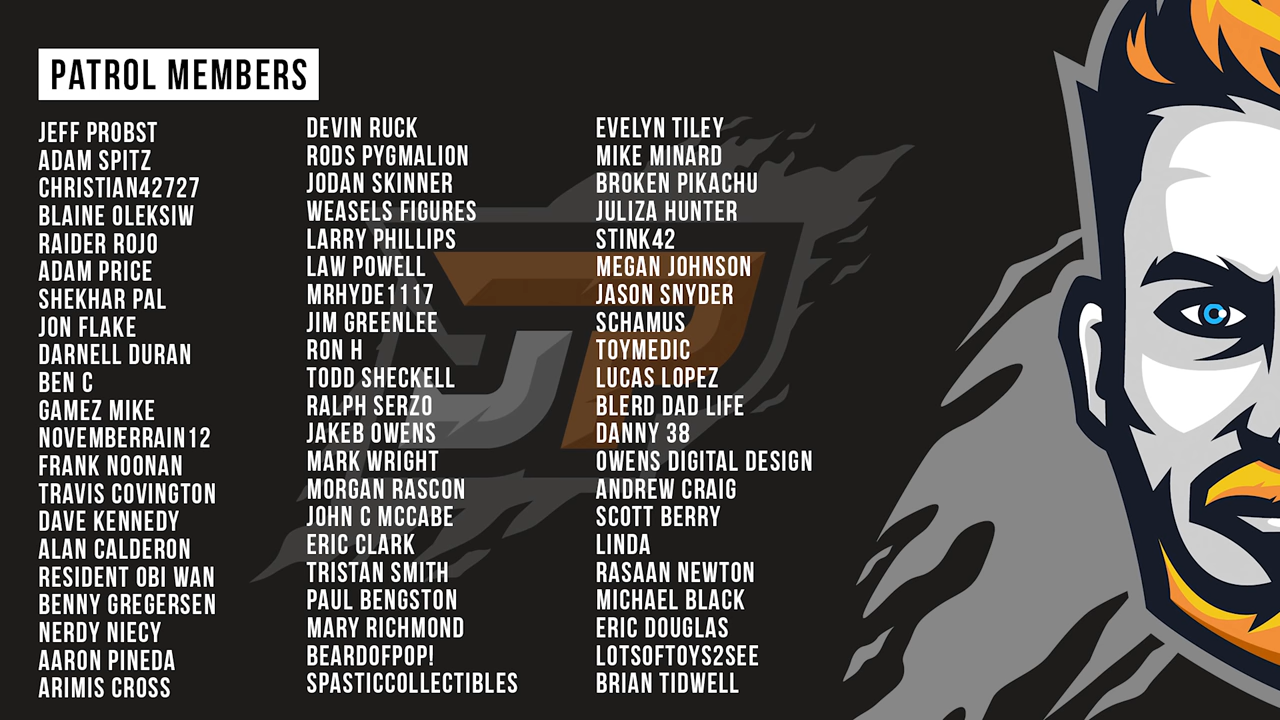 PATROL MEMBERS
JEFF PROBST
ADAM SPITZ
CHRISTIAN42727
BLAINE OLEKSIW
RAIDER ROJO
ADAM PRICE
SHEKHAR PAL
JON FLAKE
DARNELL DURAN
BEN C
GAMEZ MIKE
NOVEMBERRAIN12
FRANK NOONAN
TRAVIS COVINGTON
DAVE KENNEDY
ALAN CALDERON
RESIDENT OBI WAN
BENNY GREGERSEN
NERDY NIECY
AARON PINEDA
ARIMIS CROSS
DEVIN RUCK
RODS PYGMALION
JODAN SKINNER
WEASELS FIGURES
LARRY PHILLIPS
LAW POWELL
MRHYDE1117
JIM GREENLEE
RON H
TODD SHECKELL
RALPH SERZO
JAKEB OWENS
MARK WRIGHT
MORGAN RASCON
JOHN C MCCABE
ERIC CLARK
TRISTAN SMITH
PAUL BENGSTON
MARY RICHMOND
BEARDOFPOP!
SPASTICCOLLECTIBLES
EVELYN TILEY
MIKE MINARD
BROKEN PIKACHU
JULIZA HUNTER
STINK42
MEGAN JOHNSON
JASON SNYDER
SCHAMUS
TOYMEDIC
LUCAS LOPEZ
BLERD DAD LIFE
DANNY 38
OWENS DIGITAL DESIGN
ANDREW CRAIG
SCOTT BERRY
LINDA
RASAAN NEWTON
MICHAEL BLACK
ERIC DOUGLAS
LOTSOFTOYS2SEE
BRIAN TIDWELL
JP